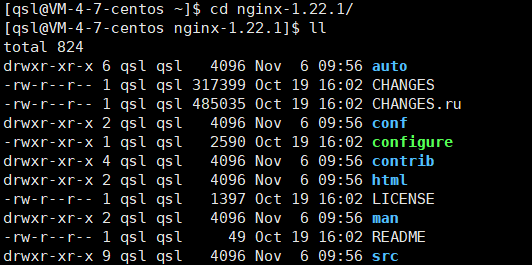 [qsl@VM-4-7-centos ~]$ cd nginx-1.22.1/
[qsl@VM-4-7-centos nginx-1.22.1]$ ll
total 824
drwxr-xr-x 6 qsl qsl   4096 Nov  6 09:56 auto
-rw-r--r-- 1 qsl qsl 317399 Oct 19 16:02 CHANGES
-rw-r--r-- 1 qsl qsl 485035 Oct 19 16:02 CHANGES.ru
drwxr-xr-x 2 qsl qsl   4096 Nov  6 09:56 conf
-rwxr-xr-x 1 qsl qsl   2590 Oct 19 16:02 configure
drwxr-xr-x 4 qsl qsl   4096 Nov  6 09:56 contrib
drwxr-xr-x 2 qsl qsl   4096 Nov  6 09:56 html
-rw-r--r-- 1 qsl qsl   1397 Oct 19 16:02 LICENSE
drwxr-xr-x 2 qsl qsl   4096 Nov  6 09:56 man
-rw-r--r-- 1 qsl qsl     49 Oct 19 16:02 README
drwxr-xr-x 9 qsl qsl   4096 Nov  6 09:56 src